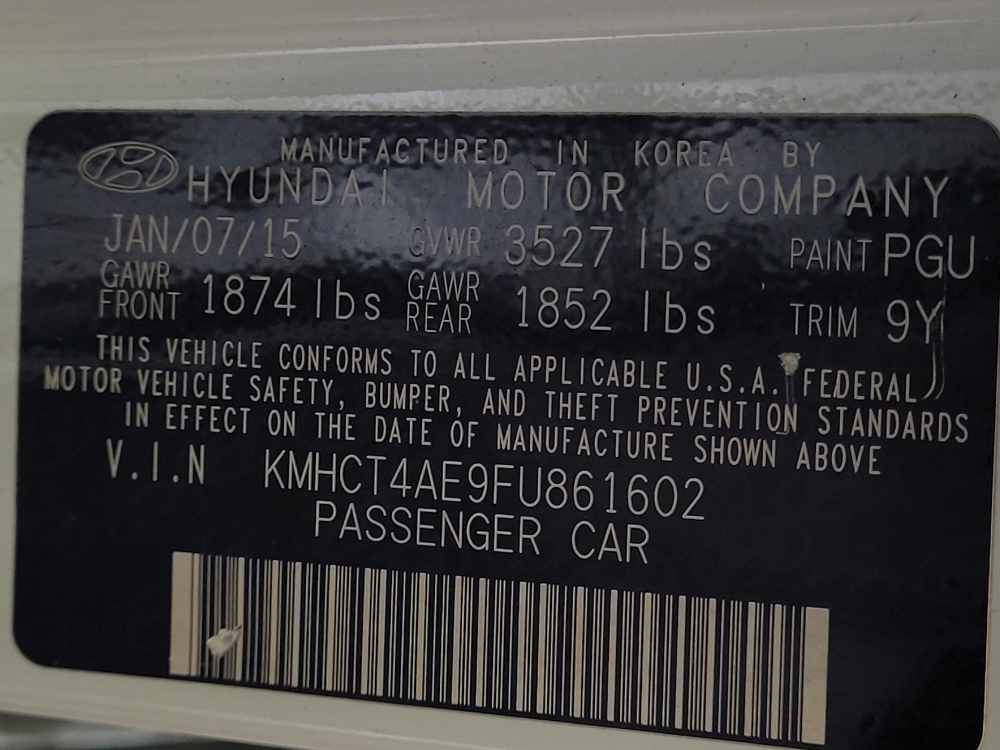 MANUFACTURED IN KOREA BY
HYUNDAI MOTOR COMPANY
JAN/07/15 GVWR 3527 lbs PAINT PGU
GAWR FRONT 1874 lbs GAWR REAR 1852 lbs TRIM 9Y
THIS VEHICLE CONFORMS TO ALL APPLICABLE U.S.A. FEDERAL
MOTOR VEHICLE SAFETY, BUMPER, AND THEFT PREVENTION STANDARDS
IN EFFECT ON THE DATE OF MANUFACTURE SHOWN ABOVE
V.I.N KMHCT4AE9FU861602
PASSENGER CAR